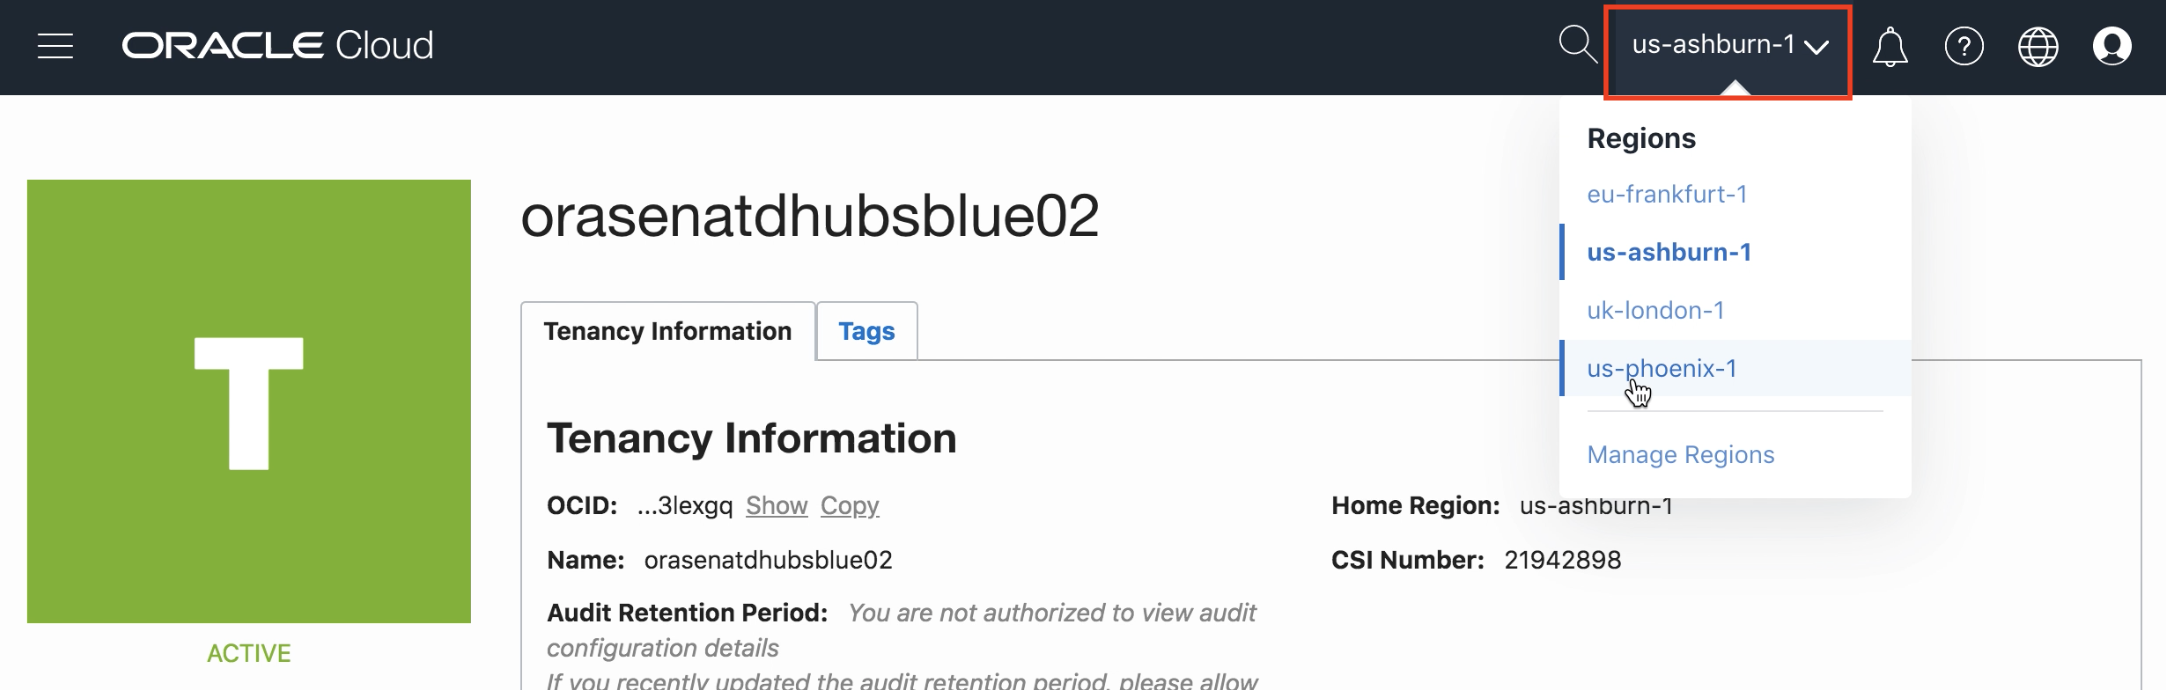 ORACLE Cloud
us-ashburn-1
?
Regions
eu-frankfurt-1
us-ashburn-1
uk-london-1
us-phoenix-1
Manage Regions
T
ACTIVE
orasenatdhubsblue02
Tenancy Information
Tags
Tenancy Information
OCID: ...3lexgq Show Copy
Name: orasenatdhubsblue02
Audit Retention Period: You are not authorized to view audit
configuration details
If you recently updated the audit retention period, please allow
Home Region: us-ashburn-1
CSI Number: 21942898